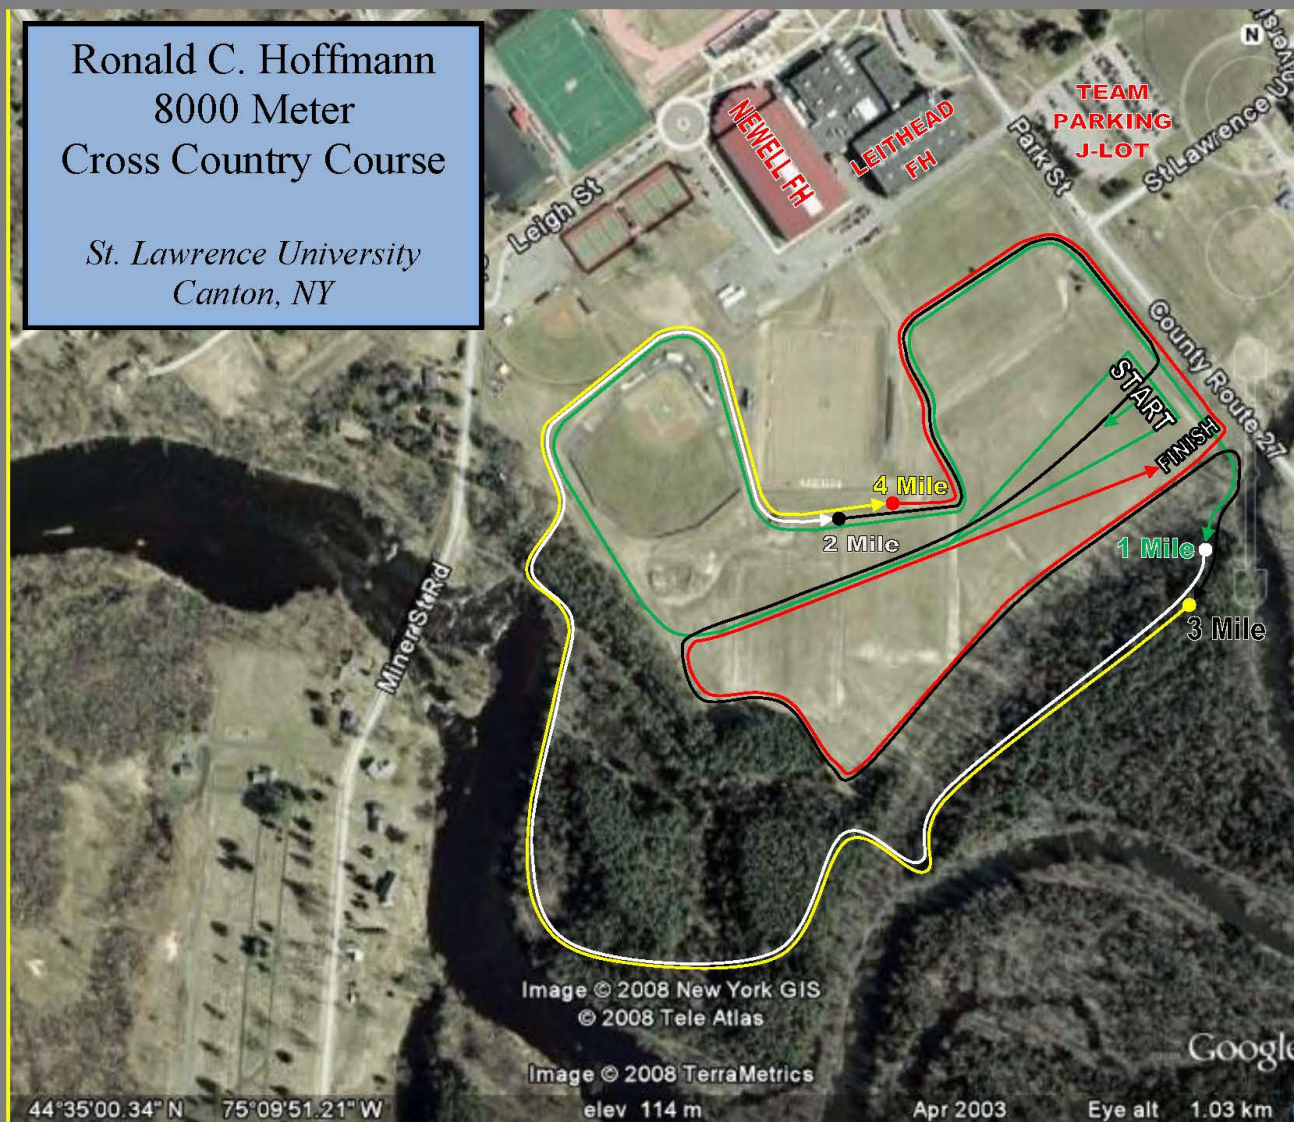 Ronald C. Hoffmann
8000 Meter
Cross Country Course
St. Lawrence University
Canton, NY
N
TEAM
PARKING
J-LOT
NEWELL FH
LEITHEAD
FH
Park St
St Lawrence
Leigh St
County Route 27
START
FINISH
4 Mile
2 Mile
1 Mile
3 Mile
Miner St Rd
Image © 2008 New York GIS
© 2008 Tele Atlas
Image © 2008 TerraMetrics
Google
44°35'00.34" N
75°09'51.21" W
elev 114 m
Apr 2003
Eye alt 1.03 km